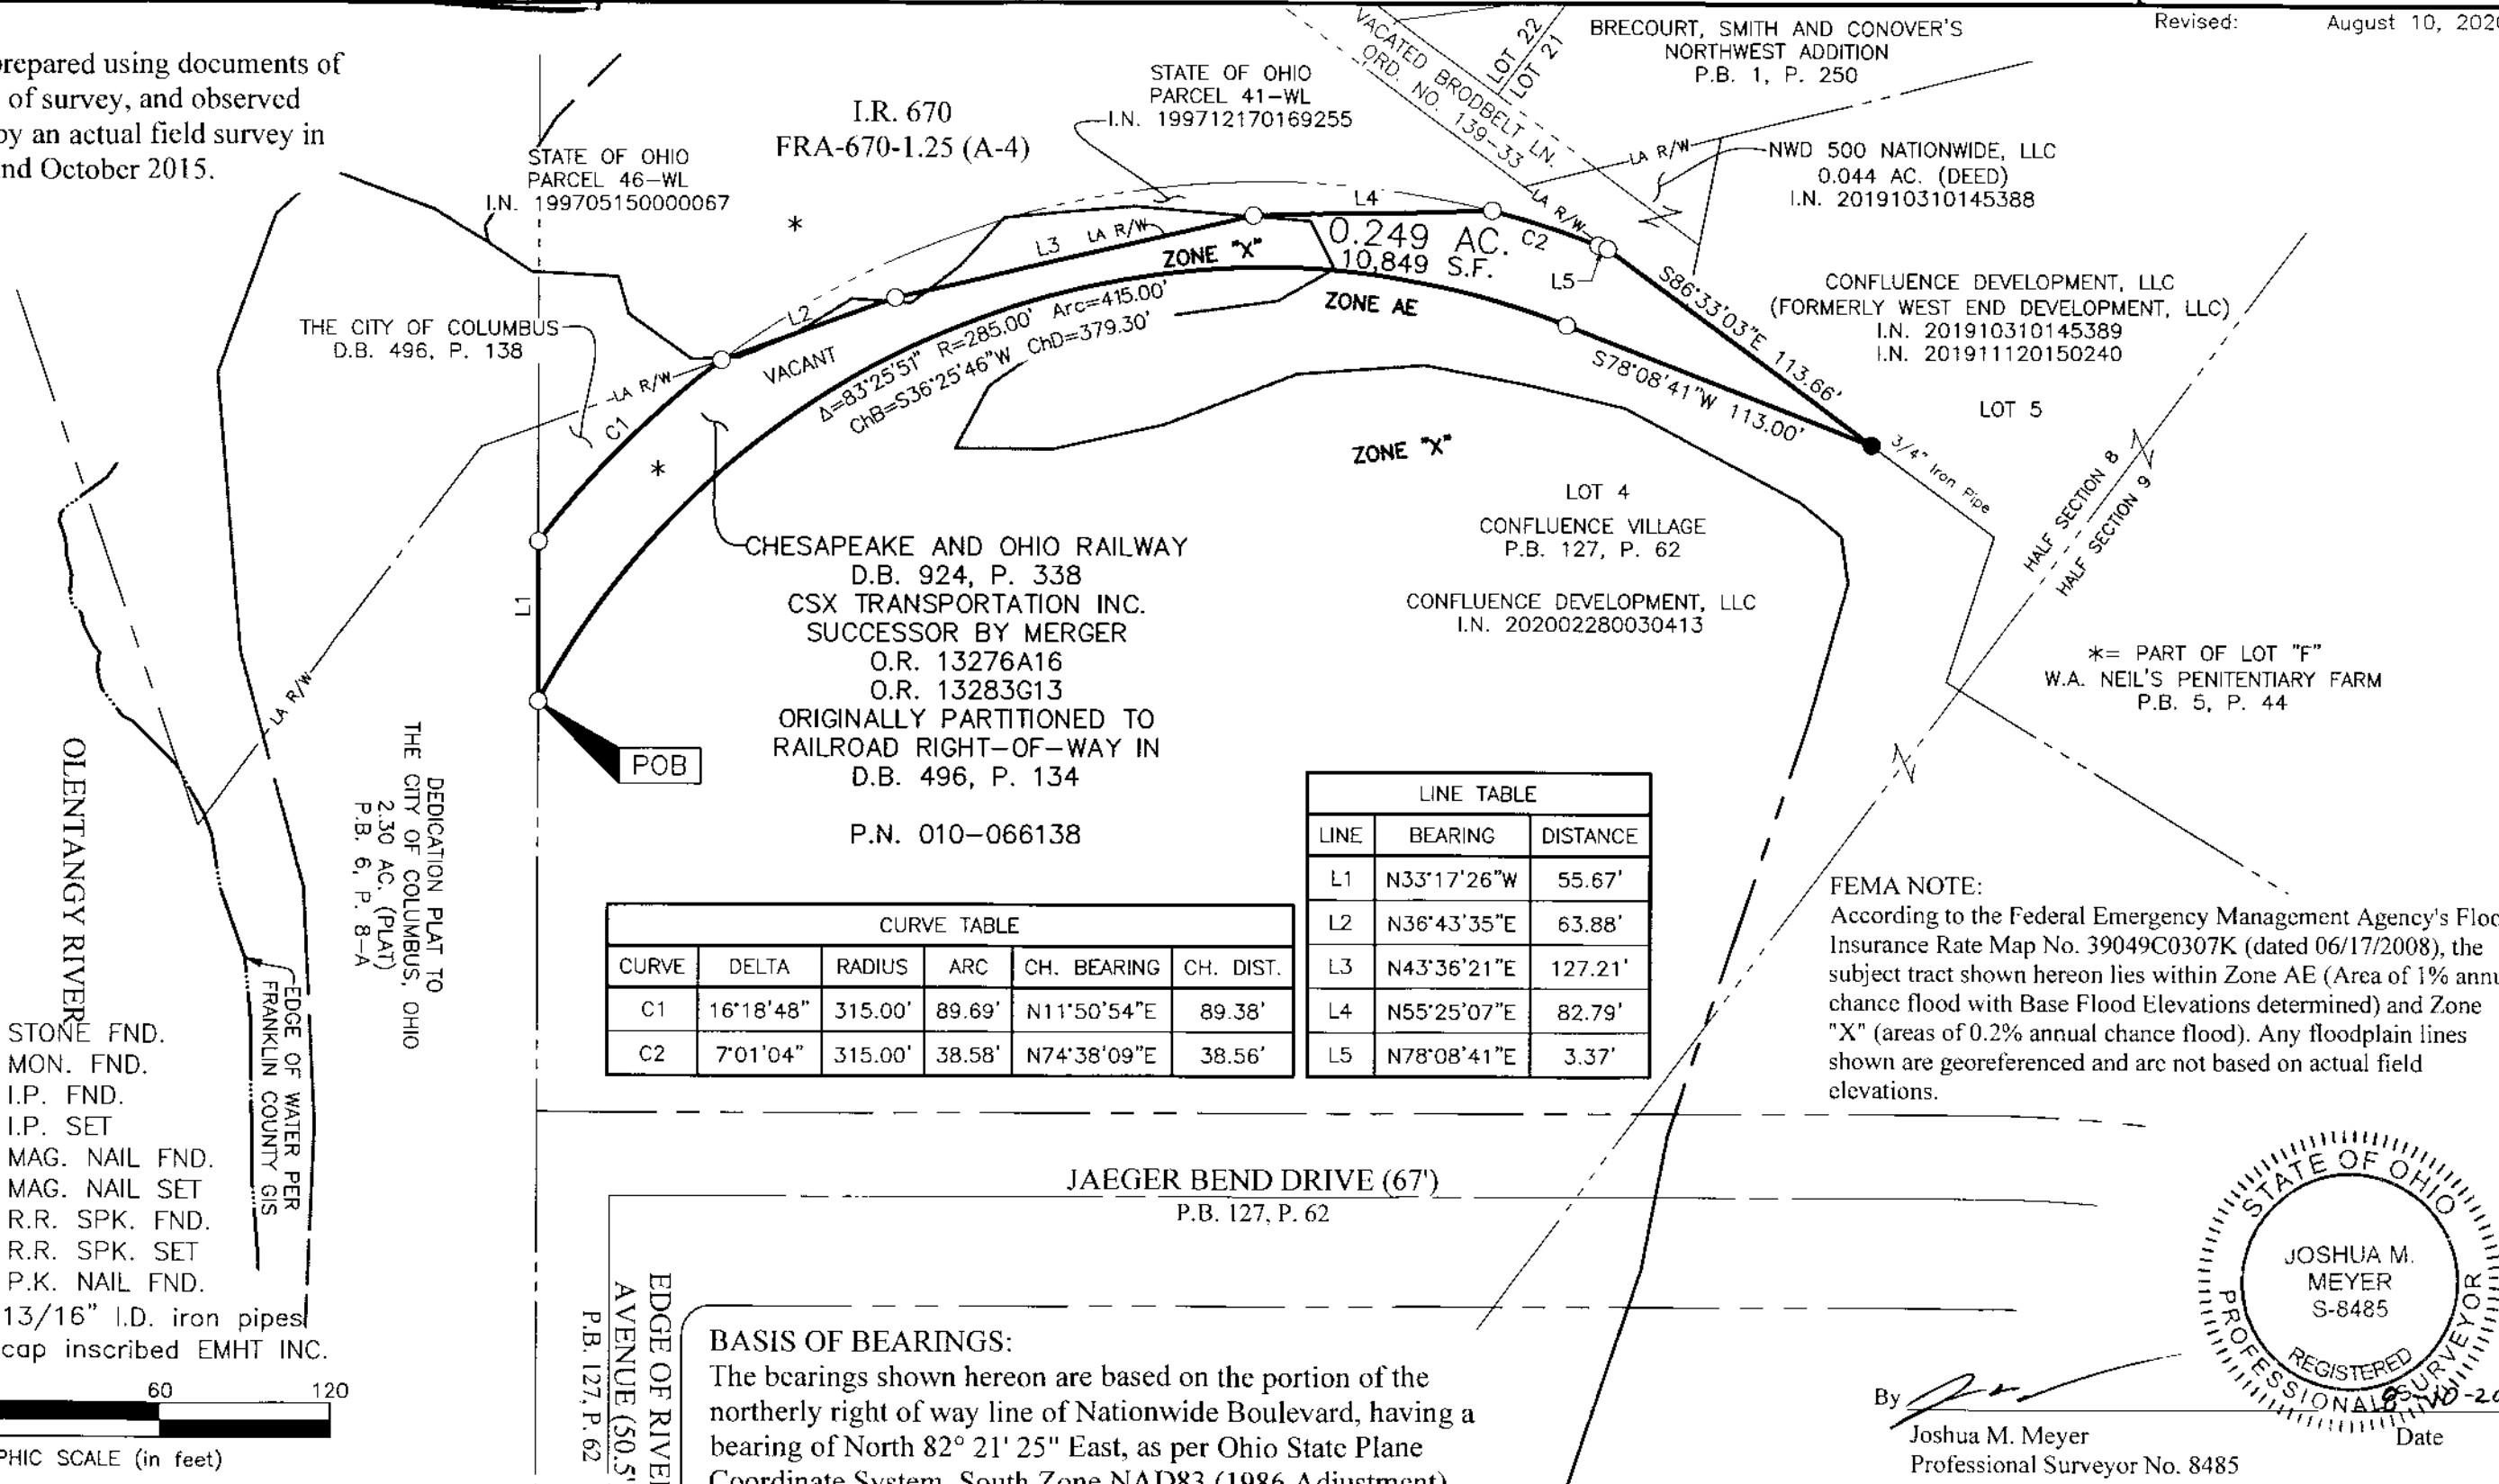 Revised: August 10, 202
prepared using documents of
of survey, and observed
by an actual field survey in
nd October 2015.
STATE OF OHIO
PARCEL 46-WL
I.N. 199705150000067
I.R. 670
FRA-670-1.25 (A-4)
STATE OF OHIO
PARCEL 41-WL
I.N. 199712170169255
VACATED BRODBELT LN.
ORD. NO. 139-33
LOT 22
LOT 21
BRECOURT, SMITH AND CONOVER'S
NORTHWEST ADDITION
P.B. 1, P. 250
LA R/W
NWD 500 NATIONWIDE, LLC
0.044 AC. (DEED)
I.N. 201910310145388
*
L4
LA R/W
Z
L3
LA R/W
0.249 AC.
10,849 S.F.
C2
ZONE "X"
L5
S86°33'03"E 113.66'
CONFLUENCE DEVELOPMENT, LLC
(FORMERLY WEST END DEVELOPMENT, LLC)
I.N. 201910310145389
I.N. 201911120150240
LOT 5
THE CITY OF COLUMBUS
D.B. 496, P. 138
L2
VACANT
Δ=83°25'51" R=285.00' Arc=415.00'
ChB=S36°25'46"W ChD=379.30'
ZONE AE
S78°08'41"W 113.00'
LA R/W
C1
*
ZONE "X"
3/4" Iron Pipe
HALF SECTION 8
HALF SECTION 9
Z
LOT 4
CONFLUENCE VILLAGE
P.B. 127, P. 62
CONFLUENCE DEVELOPMENT, LLC
I.N. 202002280030413
CHESAPEAKE AND OHIO RAILWAY
D.B. 924, P. 338
CSX TRANSPORTATION INC.
SUCCESSOR BY MERGER
O.R. 13276A16
O.R. 13283G13
ORIGINALLY PARTITIONED TO
RAILROAD RIGHT-OF-WAY IN
D.B. 496, P. 134
P.N. 010-066138
L1
LA R/W
POB
*= PART OF LOT "F"
W.A. NEIL'S PENITENTIARY FARM
P.B. 5, P. 44
Z
OLENTANGY RIVER
DEDICATION PLAT TO
THE CITY OF COLUMBUS, OHIO
2.30 AC. (PLAT)
P.B. 6, P. 8-A
EDGE OF WATER PER
FRANKLIN COUNTY GIS
LINE TABLE
LINE BEARING DISTANCE
L1 N33°17'26"W 55.67'
L2 N36°43'35"E 63.88'
L3 N43°36'21"E 127.21'
L4 N55°25'07"E 82.79'
L5 N78°08'41"E 3.37'
CURVE TABLE
CURVE DELTA RADIUS ARC CH. BEARING CH. DIST.
C1 16°18'48" 315.00' 89.69' N11°50'54"E 89.38'
C2 7°01'04" 315.00' 38.58' N74°38'09"E 38.56'
FEMA NOTE:
According to the Federal Emergency Management Agency's Floo
Insurance Rate Map No. 39049C0307K (dated 06/17/2008), the
subject tract shown hereon lies within Zone AE (Area of 1% annu
chance flood with Base Flood Elevations determined) and Zone
"X" (areas of 0.2% annual chance flood). Any floodplain lines
shown are georeferenced and are not based on actual field
elevations.
STONE FND.
MON. FND.
I.P. FND.
I.P. SET
MAG. NAIL FND.
MAG. NAIL SET
R.R. SPK. FND.
R.R. SPK. SET
P.K. NAIL FND.
13/16" I.D. iron pipes
cap inscribed EMHT INC.
60 120
PHIC SCALE (in feet)
JAEGER BEND DRIVE (67')
P.B. 127, P. 62
EDGE OF RIVER
AVENUE (50.5'
P.B. 127, P. 62
BASIS OF BEARINGS:
The bearings shown hereon are based on the portion of the
northerly right of way line of Nationwide Boulevard, having a
bearing of North 82° 21' 25" East, as per Ohio State Plane
Coordinate System, South Zone NAD83 (1986 Adjustment)
STATE OF OHIO
JOSHUA M.
MEYER
S-8485
REGISTERED
PROFESSIONAL SURVEYOR
By
Date
Joshua M. Meyer
Professional Surveyor No. 8485